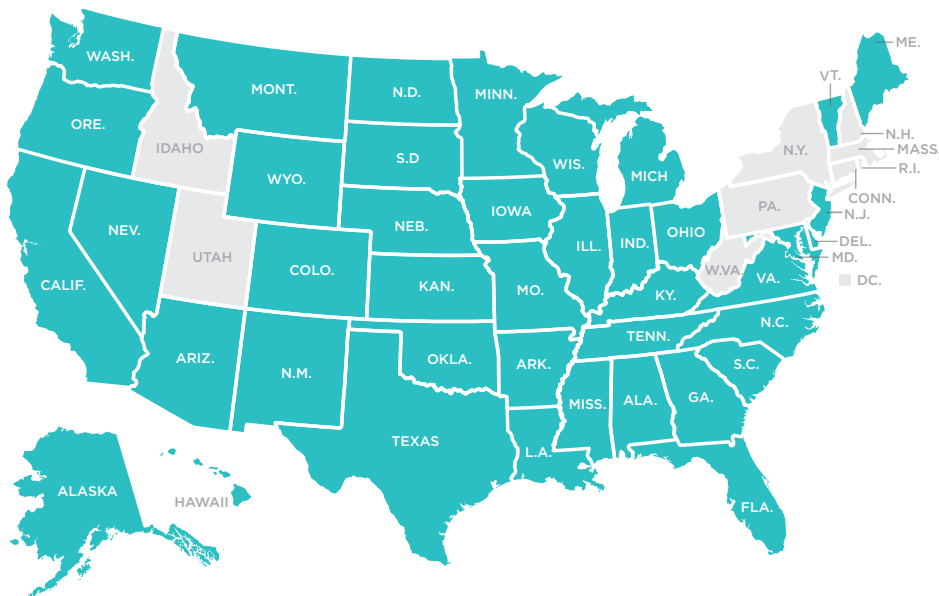 ME.
WASH.
VT.
MONT.
N.D.
MINN.
ORE.
N.H.
IDAHO
N.Y.
MASS.
S.D
WIS.
R.I.
MICH
WYO.
CONN.
PA.
IOWA
N.J.
NEB.
NEV.
OHIO
DEL.
ILL.
IND.
UTAH
MD.
COLO.
W.VA.
VA.
DC.
CALIF.
KAN.
MO.
KY.
N.C.
TENN.
ARIZ.
OKLA.
ARK.
S.C.
N.M.
GA.
MISS.
ALA.
TEXAS
L.A.
ALASKA
HAWAII
FLA.